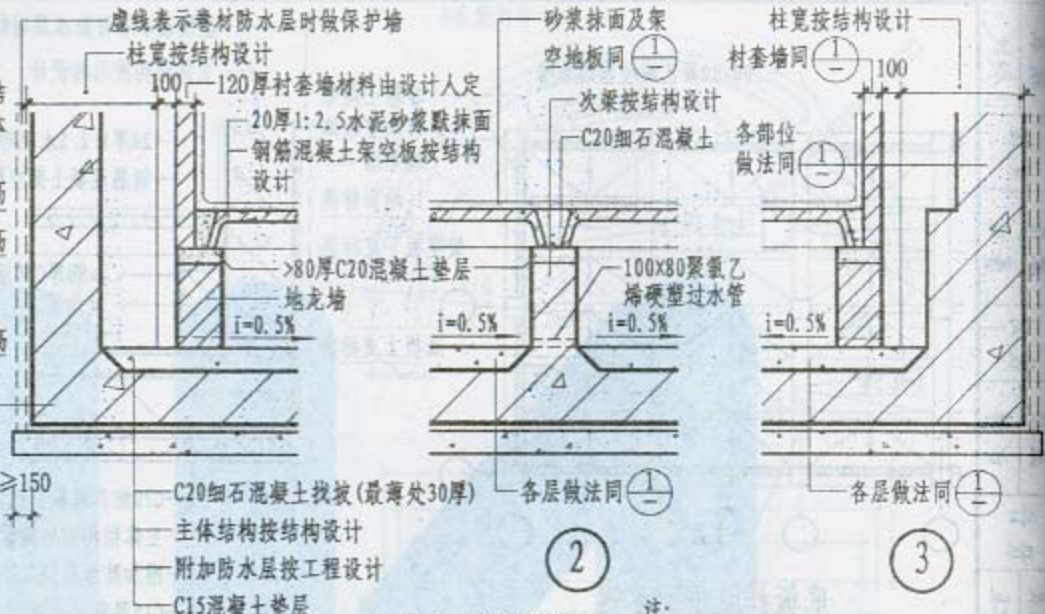 虚线表示卷材防水层时做保护墙
柱宽按结构设计
100
120厚衬套墙材料由设计人定
20厚1:2.5水泥砂浆毃抹面
钢筋混凝土架空板按结构
设计
砂浆抹面及架
空地板同 1
柱宽按结构设计
衬套墙同 1
100
次梁按结构设计
C20细石混凝土
各部位
做法同 1
>80厚C20混凝土垫层
地龙墙
100X80聚氯乙
烯硬塑过水管
i=0.5%
i=0.5%
i=0.5%
i=0.5%
≥150
C20细石混凝土找坡(最薄处30厚)
主体结构按结构设计
附加防水层按工程设计
C15混凝土垫层
各层做法同 1
各层做法同 1
2
3
注: